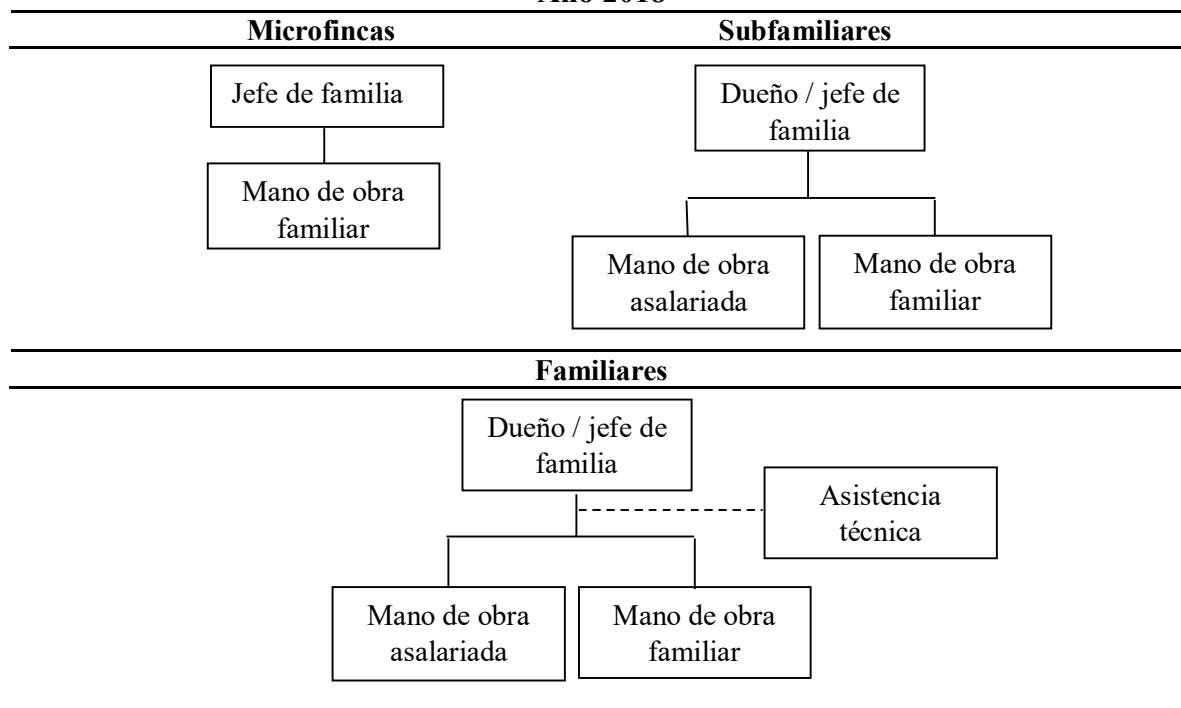 Microfincas
Subfamiliares
Jefe de familia
Mano de obra
familiar
Dueño / jefe de
familia
Mano de obra
asalariada
Mano de obra
familiar
Familiares
Dueño / jefe de
familia
Asistencia
técnica
Mano de obra
asalariada
Mano de obra
familiar